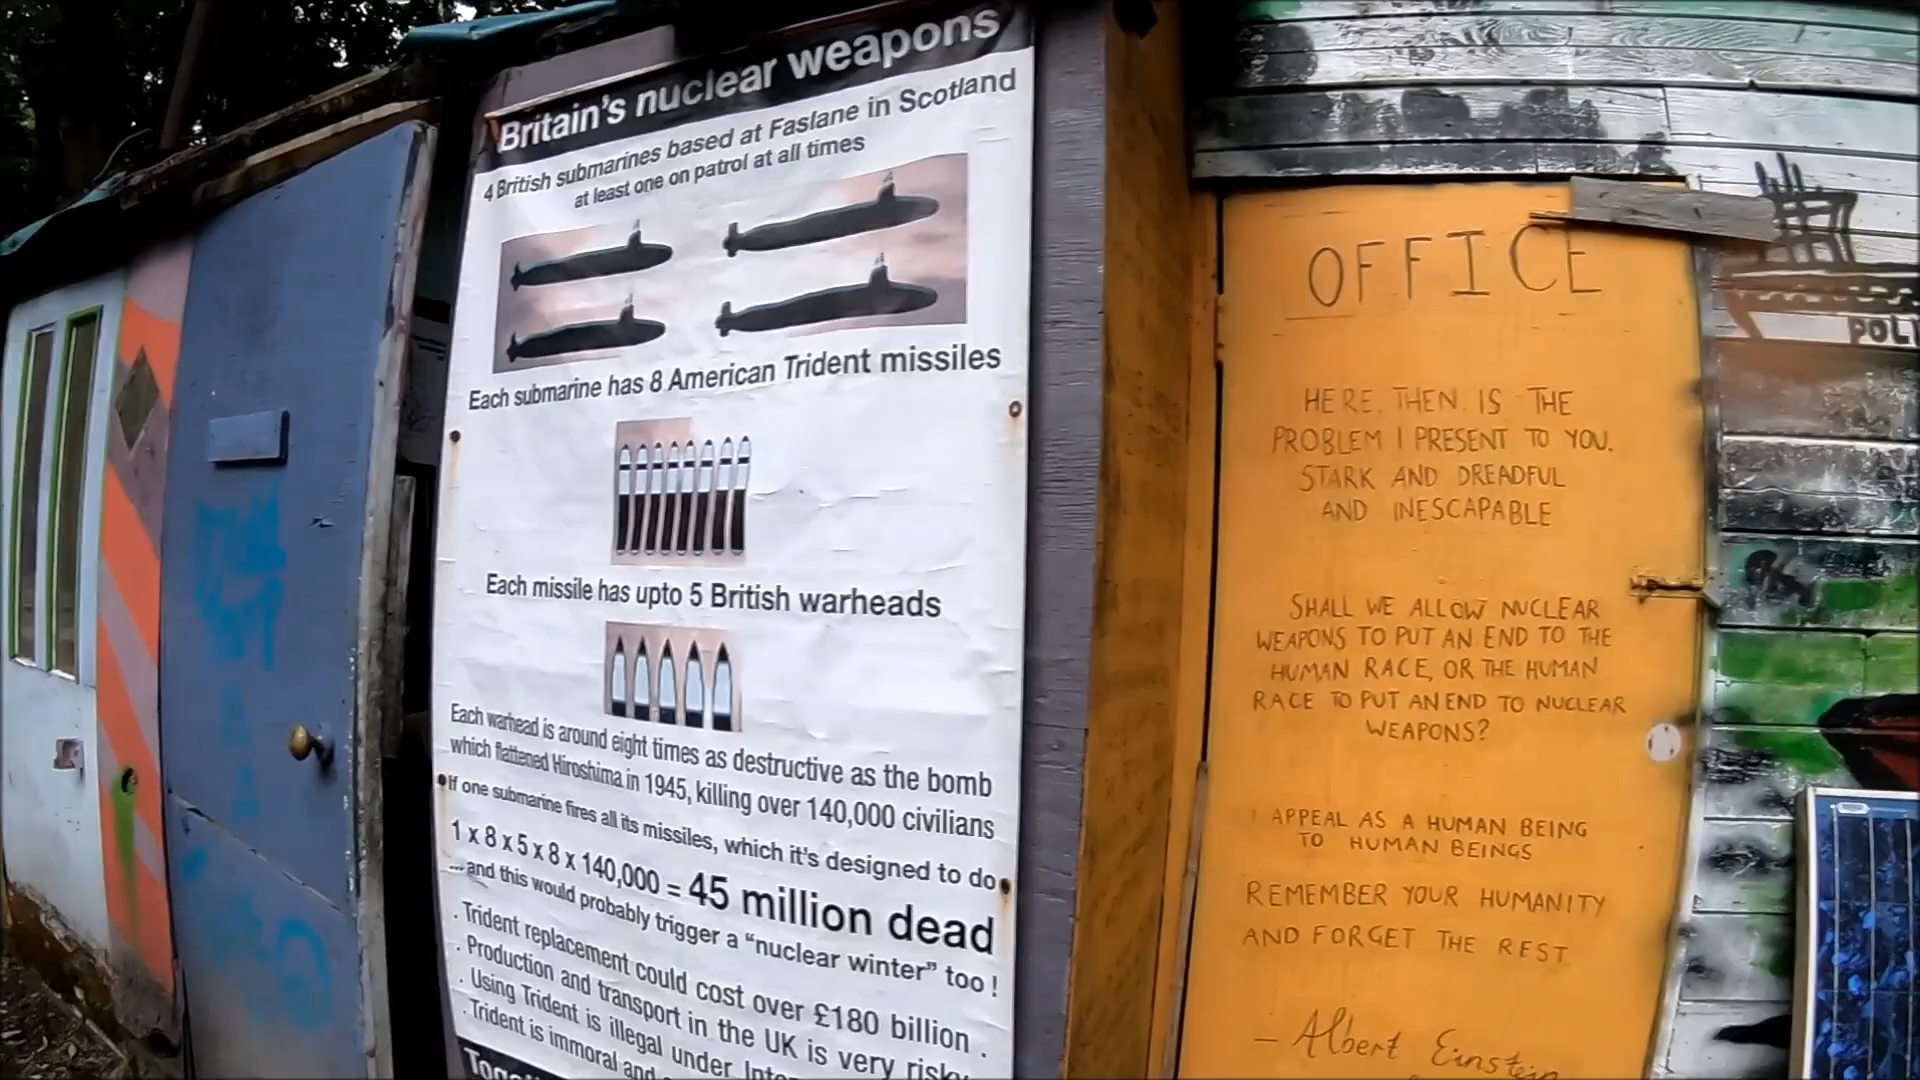 Britain's nuclear weapons
4 British submarines based at Faslane in Scotland
at least one on patrol at all times
Each submarine has 8 American Trident missiles
Each missile has upto 5 British warheads
Each warhead is around eight times as destructive as the bomb
which flattened Hiroshima in 1945, killing over 140,000 civilians
If one submarine fires all its missiles, which it's designed to do
1 x 8 x 5 x 8 x 140,000 = 45 million dead
...and this would probably trigger a “nuclear winter” too !
. Trident replacement could cost over £180 billion .
. Production and transport in the UK is very risky
. Using Trident is illegal under
. Trident is immoral and
OFFICE
HERE, THEN, IS THE
PROBLEM I PRESENT TO YOU.
STARK AND DREADFUL
AND INESCAPABLE
SHALL WE ALLOW NUCLEAR
WEAPONS TO PUT AN END TO THE
HUMAN RACE, OR THE HUMAN
RACE TO PUT AN END TO NUCLEAR
WEAPONS?
I APPEAL AS A HUMAN BEING
TO HUMAN BEINGS
REMEMBER YOUR HUMANITY
AND FORGET THE REST
- Albert Einstein
POLI